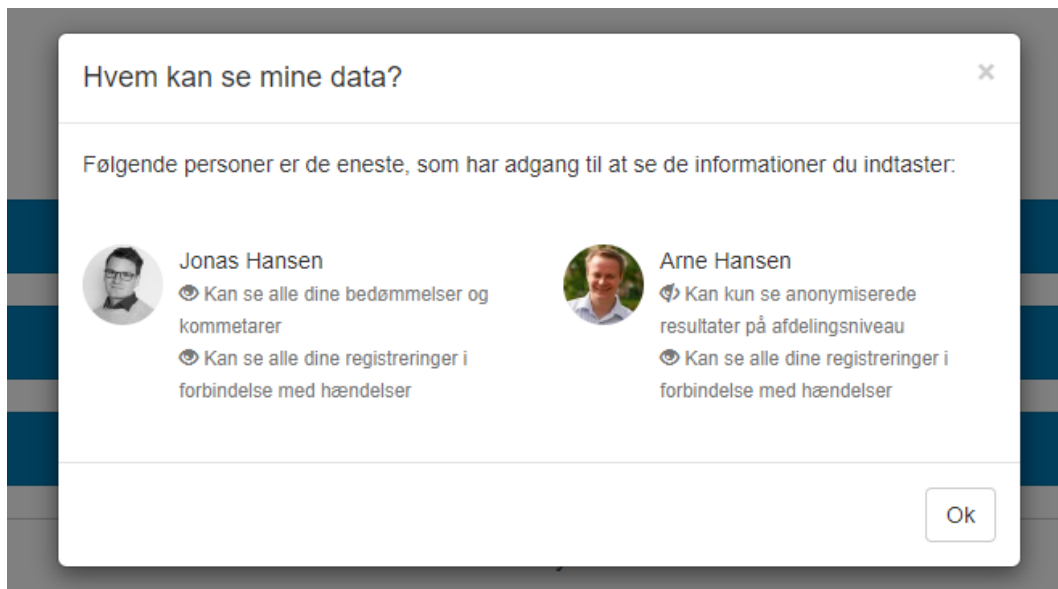 Hvem kan se mine data?
×
Følgende personer er de eneste, som har adgang til at se de informationer du indtaster:
Jonas Hansen
Kan se alle dine bedømmelser og
kommetarer
Kan se alle dine registreringer i
forbindelse med hændelser
Arne Hansen
Kan kun se anonymiserede
resultater på afdelingsniveau
Kan se alle dine registreringer i
forbindelse med hændelser
Ok